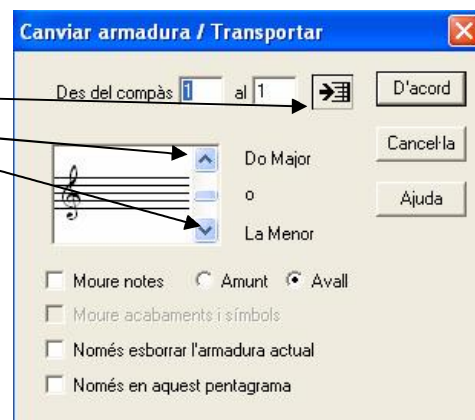 Canviar armadura / Transportar
Des del compàs 1 al 1
D'acord
Cancel·la
Ajuda
Do Major
o
La Menor
Moure notes Amunt Avall
Moure acabaments i símbols
Només esborrar l'armadura actual
Només en aquest pentagrama